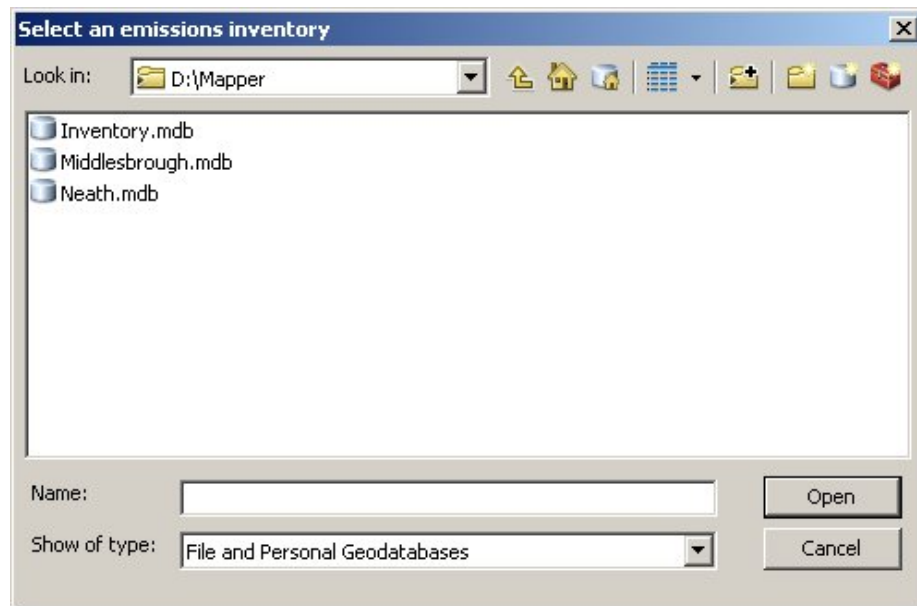 Select an emissions inventory
Look in: D:\Mapper
Inventory.mdb
Middlesbrough.mdb
Neath.mdb
Name: Open
Show of type: File and Personal Geodatabases Cancel